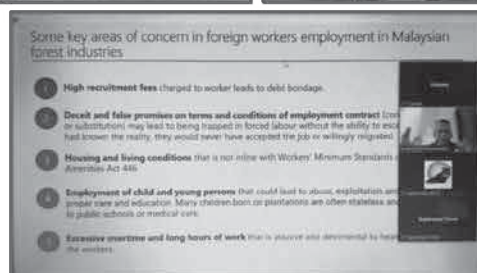 Some key areas of concern in foreign workers employment in Malaysian
forest industries
1 High recruitment fees charged to worker leads to debt bondage.
2 Deceit and false promises on terms and conditions of employment contract
or substitution) may lead to being trapped in forced labour without the ability to
had known the reality, they would never have accepted the job or willingly migrated.
3 Housing and living conditions that is not inline with Workers' Minimum Standards
Amenities Act 446
4 Employment of child and young persons that could lead to abuse, exploitation
proper care and education. Many children born on plantations are often stateless
to public schools or medical care.
Excessive overtime and long hours of work that is abusive and detrimental to
the workers.